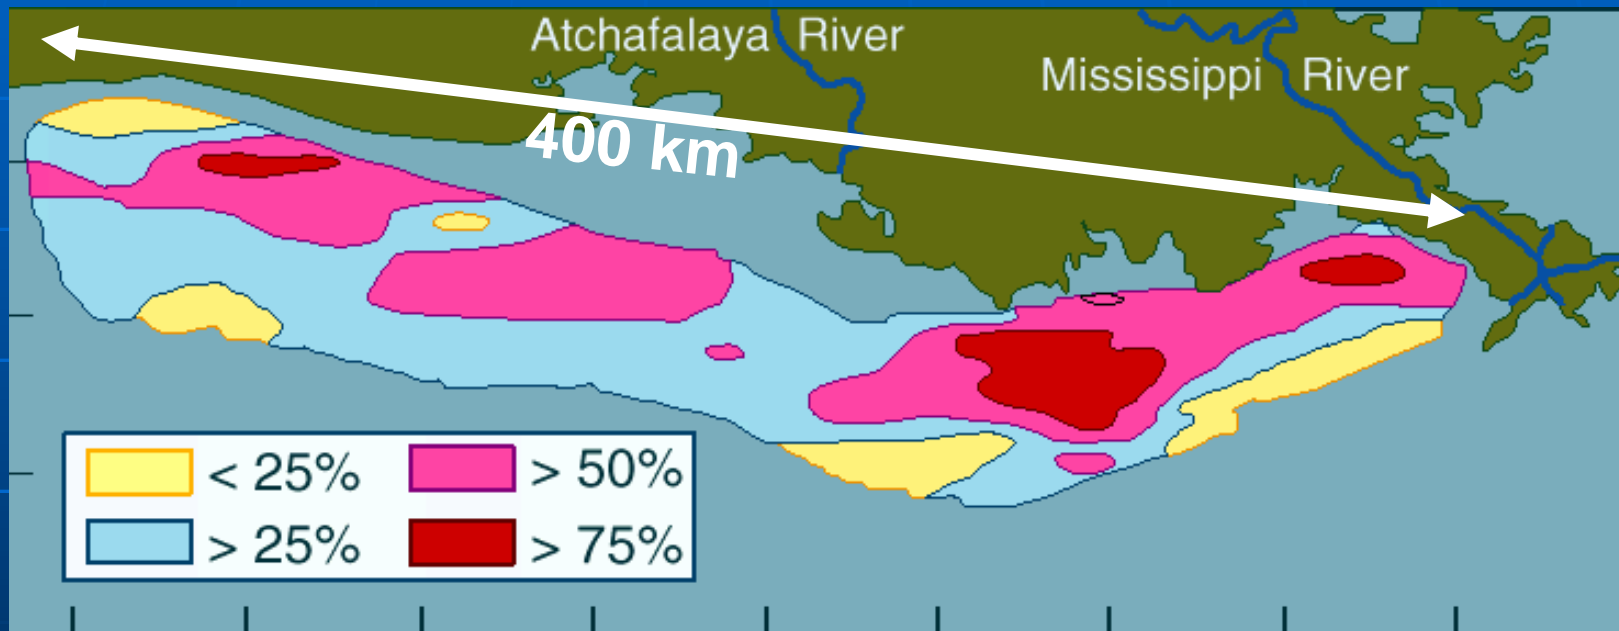 Atchafalaya River
Mississippi River
400 km
< 25% > 50%
> 25% > 75%